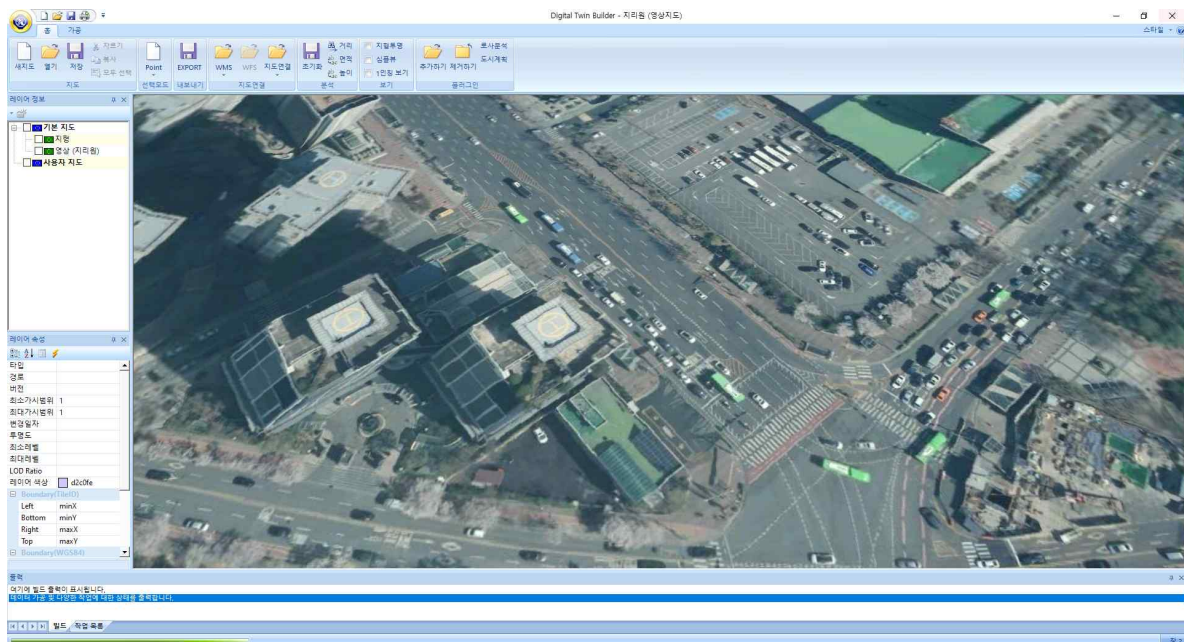 Digital Twin Builder - 지리원 (영상지도)
홈 가공
스타일
새지도 열기 저장
자르기
복사
모두 선택
지도
Point
선택모드
EXPORT
내보내기
WMS WFS 지도연결
지도연결
초기화
거리
면적
높이
분석
지형투명
심플뷰
1인칭 보기
보기
추가하기 제거하기
로사분석
도시계획
플러그인
레이어 정보
기본 지도
지형
영상 (지리원)
사용자 지도
레이어 속성
타입
경로
버전
최소가시범위 1
최대가시범위 1
변경일자
투명도
최소레벨
최대레벨
LOD Ratio
레이어 색상 d2c0fe
Boundary(TileID)
Left minX
Bottom minY
Right maxX
Top maxY
Boundary(WGS84)
출력
여기에 빌드 출력이 표시됩니다.
데이터 가공 및 다양한 작업에 대한 상태를 출력합니다.
빌드 작업 목록